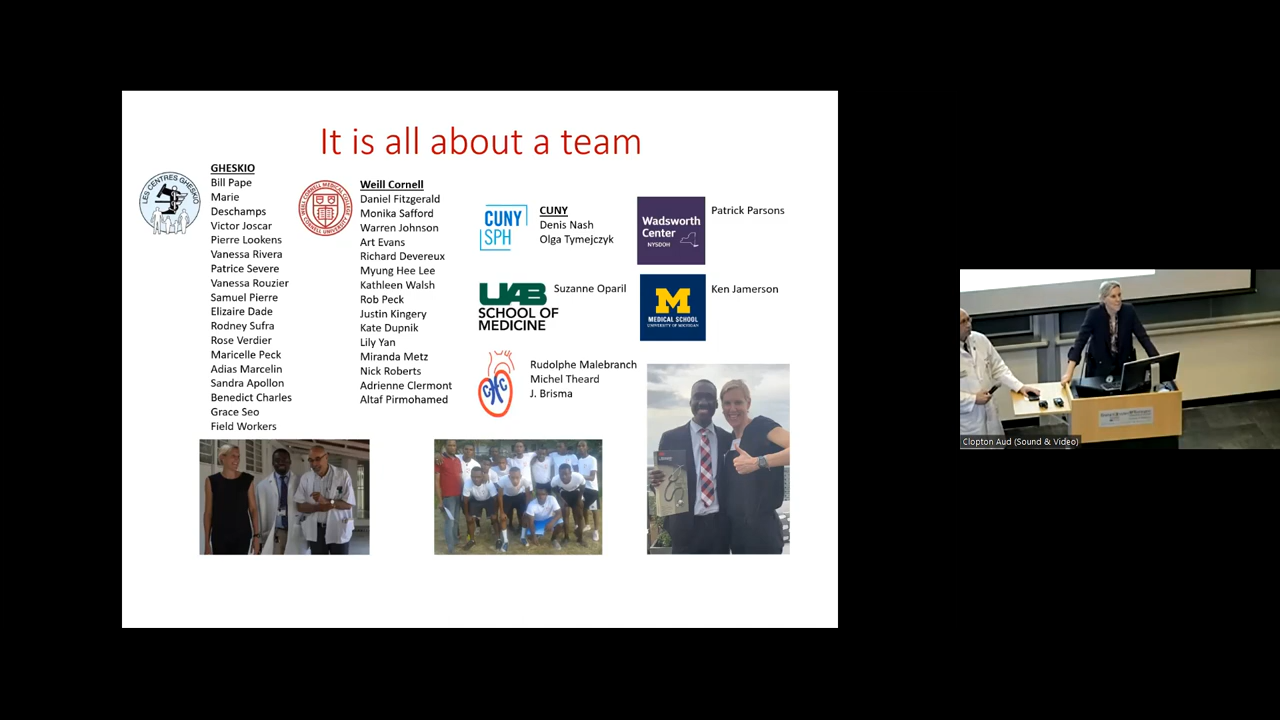 It is all about a team
LES CENTRES GHESKIO
GHESKIO
Bill Pape
Marie
Deschamps
Victor Joscar
Pierre Lookens
Vanessa Rivera
Patrice Severe
Vanessa Rouzier
Samuel Pierre
Elizaire Dade
Rodney Sufra
Rose Verdier
Maricelle Peck
Adias Marcelin
Sandra Apollon
Benedict Charles
Grace Seo
Field Workers
Weill Cornell
Daniel Fitzgerald
Monika Safford
Warren Johnson
Art Evans
Richard Devereux
Myung Hee Lee
Kathleen Walsh
Rob Peck
Justin Kingery
Kate Dupnik
Lily Yan
Miranda Metz
Nick Roberts
Adrienne Clermont
Altaf Pirmohamed
CUNY
SPH
CUNY
Denis Nash
Olga Tymejczyk
Wadsworth
Center
NYSDOH
Patrick Parsons
UAB
SCHOOL OF
MEDICINE
Suzanne Oparil
M
MEDICAL SCHOOL
UNIVERSITY OF MICHIGAN
Ken Jamerson
Rudolphe Malebranch
Michel Theard
J. Brisma
Clopton Aud (Sound & Video)